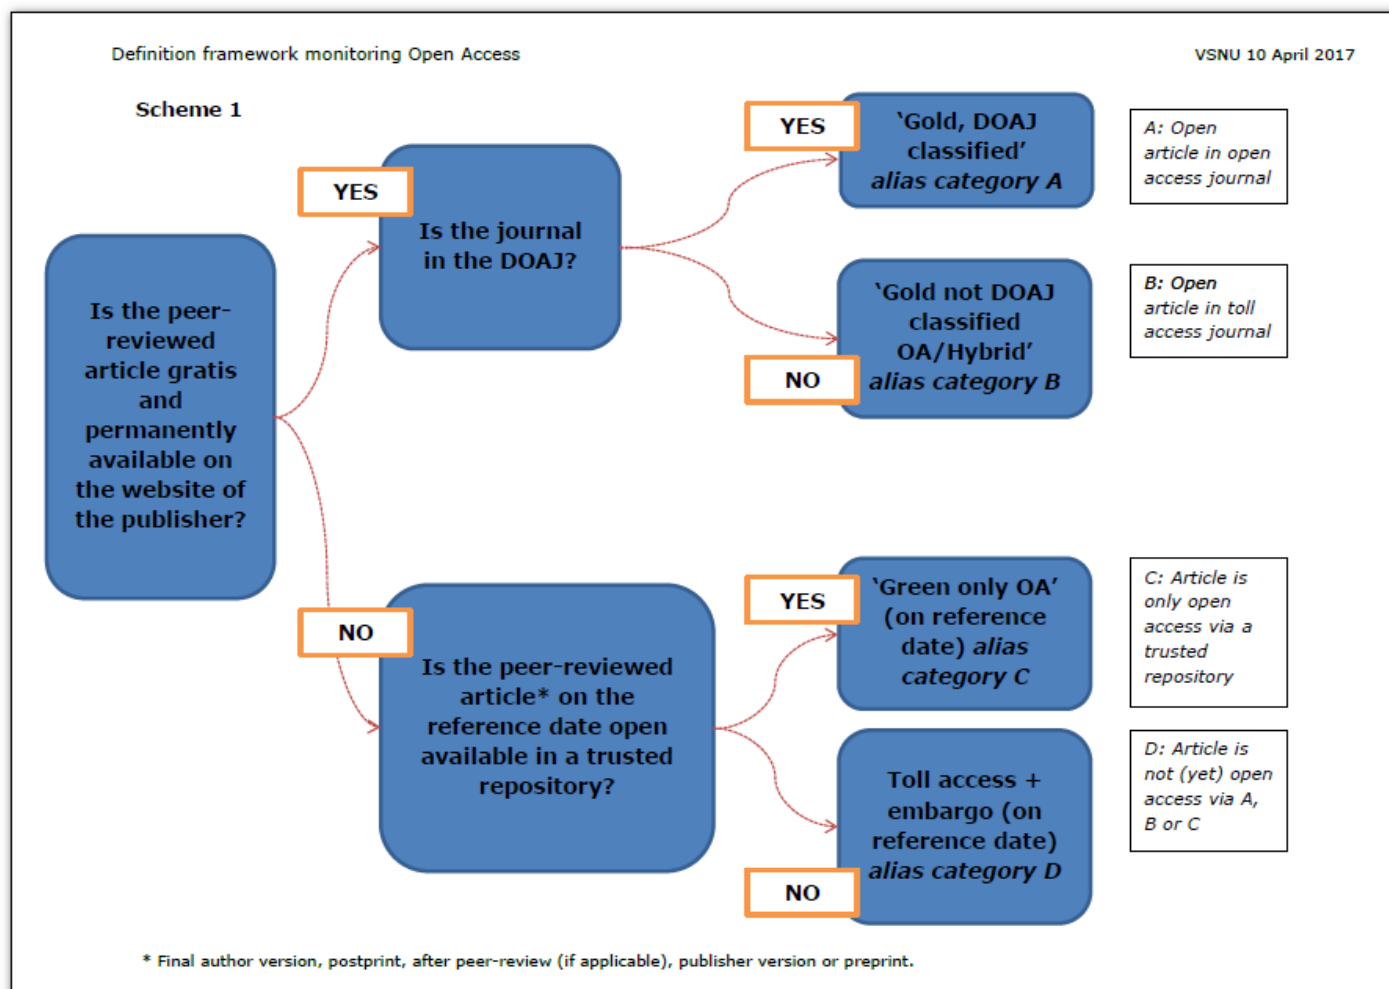 Definition framework monitoring Open Access
VSNU 10 April 2017
Scheme 1
Is the peer-
reviewed
article gratis
and
permanently
available on
the website of
the publisher?
YES
Is the journal
in the DOAJ?
YES
‘Gold, DOAJ
classified’
alias category A
A: Open
article in open
access journal
NO
‘Gold not DOAJ
classified
OA/Hybrid’
alias category B
B: Open
article in toll
access journal
NO
Is the peer-reviewed
article* on the
reference date open
available in a trusted
repository?
YES
‘Green only OA’
(on reference
date) alias
category C
C: Article is
only open
access via a
trusted
repository
NO
Toll access +
embargo (on
reference date)
alias category D
D: Article is
not (yet) open
access via A,
B or C
* Final author version, postprint, after peer-review (if applicable), publisher version or preprint.